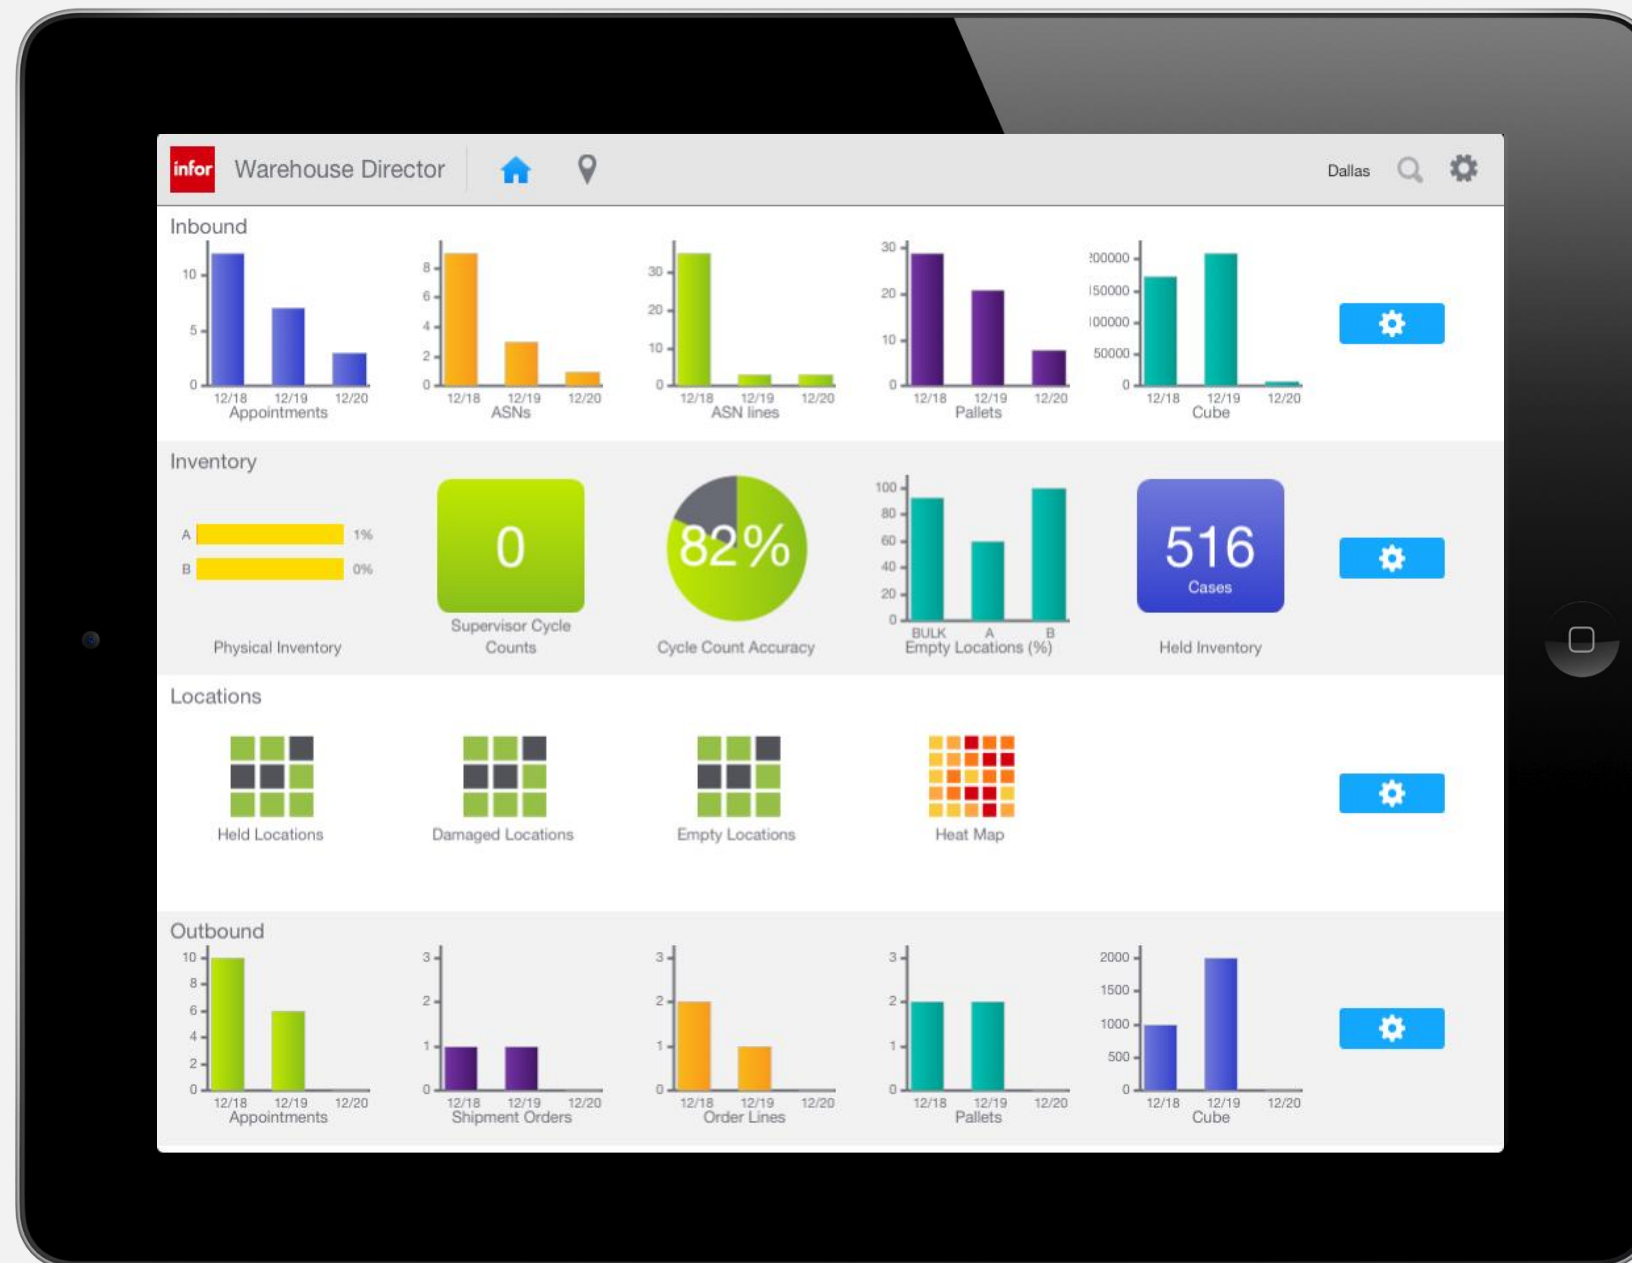 infor
Warehouse Director
Dallas
Inbound
10
5
0
12/18 12/19 12/20
Appointments
8
6
4
2
0
12/18 12/19 12/20
ASNs
30
20
10
0
12/18 12/19 12/20
ASN lines
30
20
10
0
12/18 12/19 12/20
Pallets
200000
150000
100000
50000
0
12/18 12/19 12/20
Cube
Inventory
A 1%
B 0%
Physical Inventory
0
Supervisor Cycle
Counts
82%
Cycle Count Accuracy
100
80
60
40
20
0
BULK A B
Empty Locations (%)
516
Cases
Held Inventory
Locations
Held Locations
Damaged Locations
Empty Locations
Heat Map
Outbound
10
8
6
4
2
0
12/18 12/19 12/20
Appointments
3
2
1
0
12/18 12/19 12/20
Shipment Orders
3
2
1
0
12/18 12/19 12/20
Order Lines
3
2
1
0
12/18 12/19 12/20
Pallets
2000
1500
1000
500
0
12/18 12/19 12/20
Cube